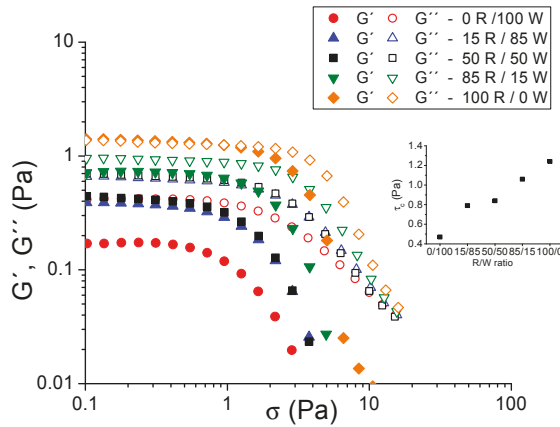 G´ G´´ - 0 R /100 W
G´ G´´ - 15 R / 85 W
G´ G´´ - 50 R / 50 W
G´ G´´ - 85 R / 15 W
G´ G´´ - 100 R / 0 W
10
1
0.1
0.01
G´, G´´ (Pa)
0.1 1 10 100
σ (Pa)
1.4
1.2
1.0
0.8
0.6
0.4
τc (Pa)
0/100 15/85 50/50 85/15 100/0
R/W ratio